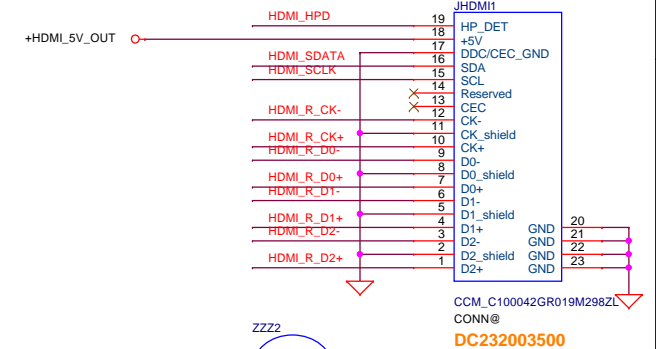 JHDMI1
HDMI_HPD 19 HP_DET
+HDMI_5V_OUT 18 +5V
17 DDC/CEC_GND
HDMI_SDATA 16 SDA
HDMI_SCLK 15 SCL
14 Reserved
13 CEC
HDMI_R_CK- 12 CK-
11 CK_shield
HDMI_R_CK+ 10 CK+
HDMI_R_D0- 9 D0-
8 D0_shield
HDMI_R_D0+ 7 D0+
HDMI_R_D1- 6 D1-
5 D1_shield
HDMI_R_D1+ 4 D1+ GND 20
HDMI_R_D2- 3 D2- GND 21
2 D2_shield GND 22
HDMI_R_D2+ 1 D2+ GND 23
CCM_C100042GR019M298ZL
CONN@
ZZZ2
DC232003500